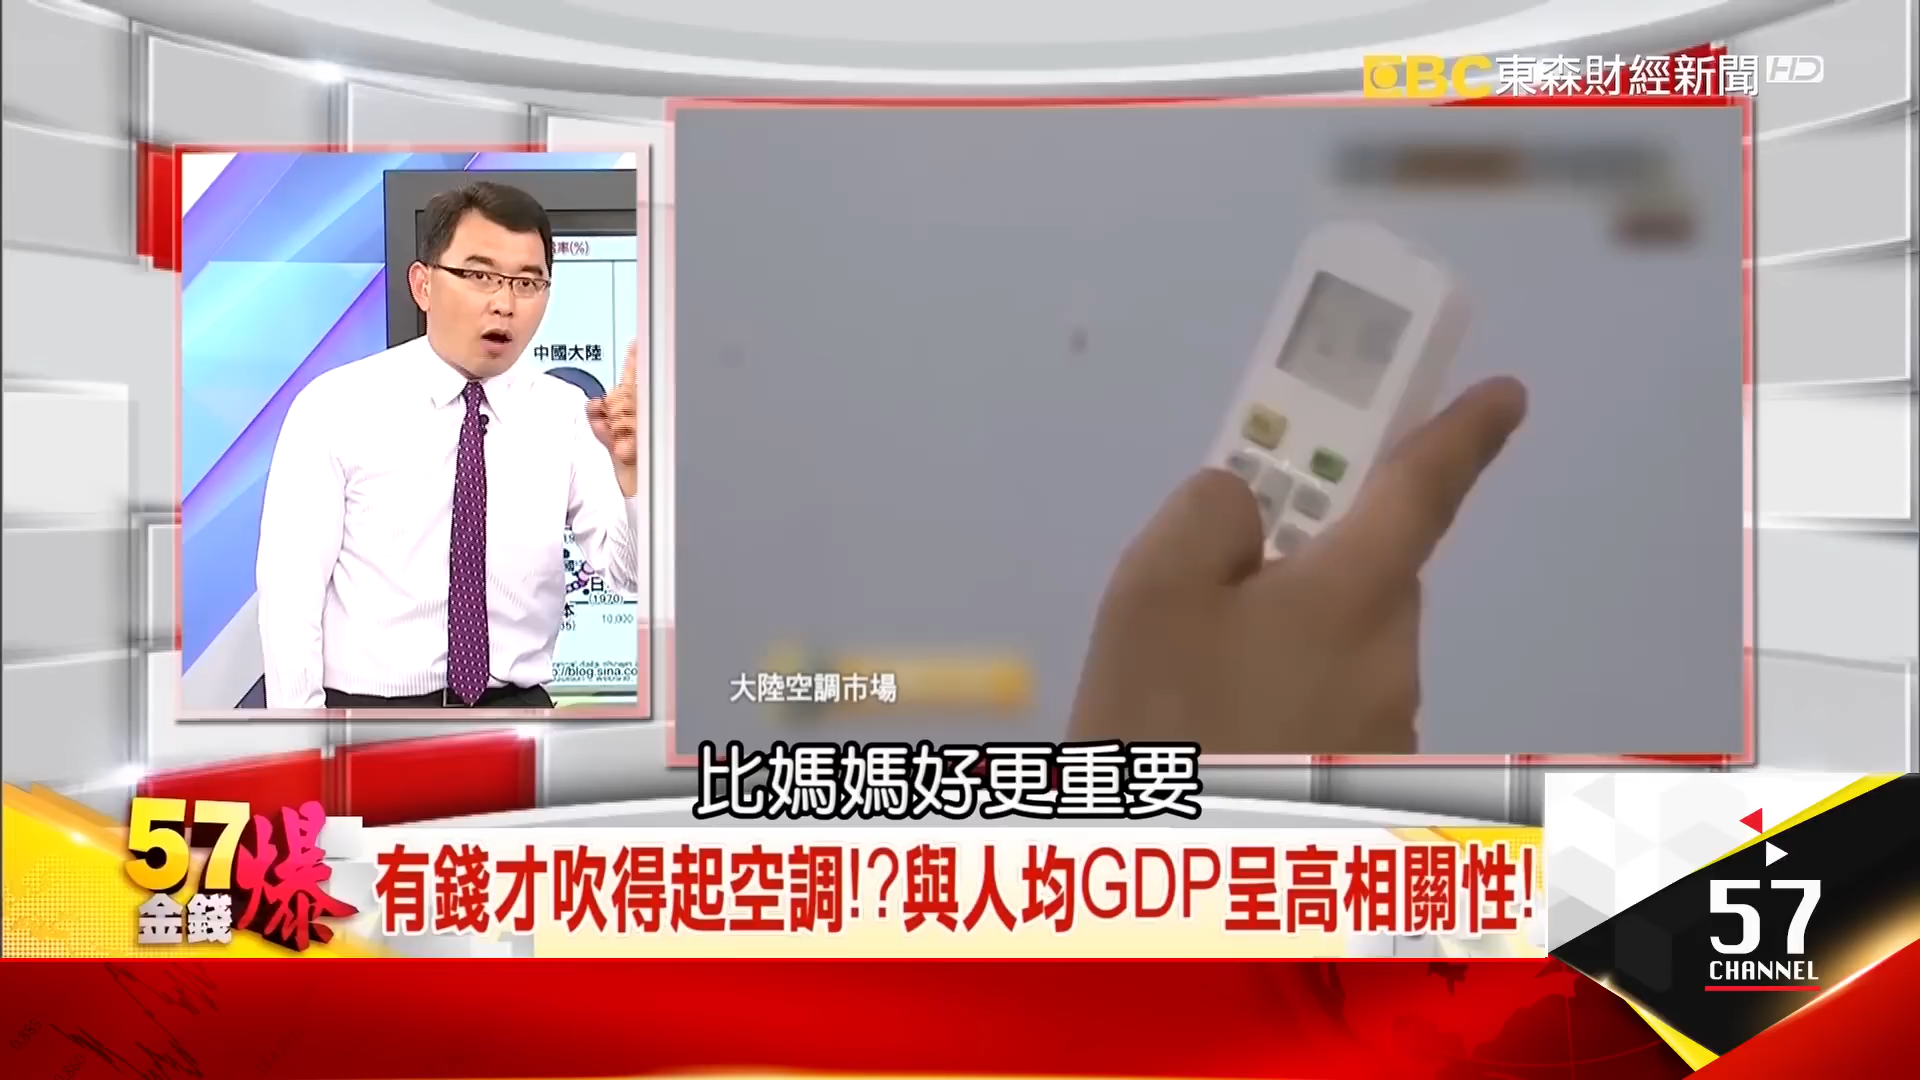 EBC東森財經新聞HD
率(%)
中國大陸
日
(1970)
本
10,000
//blog.sina.co
大陸空調市場
比媽媽好更重要
57
金錢爆
有錢才吹得起空調!?與人均GDP呈高相關性!
57
CHANNEL